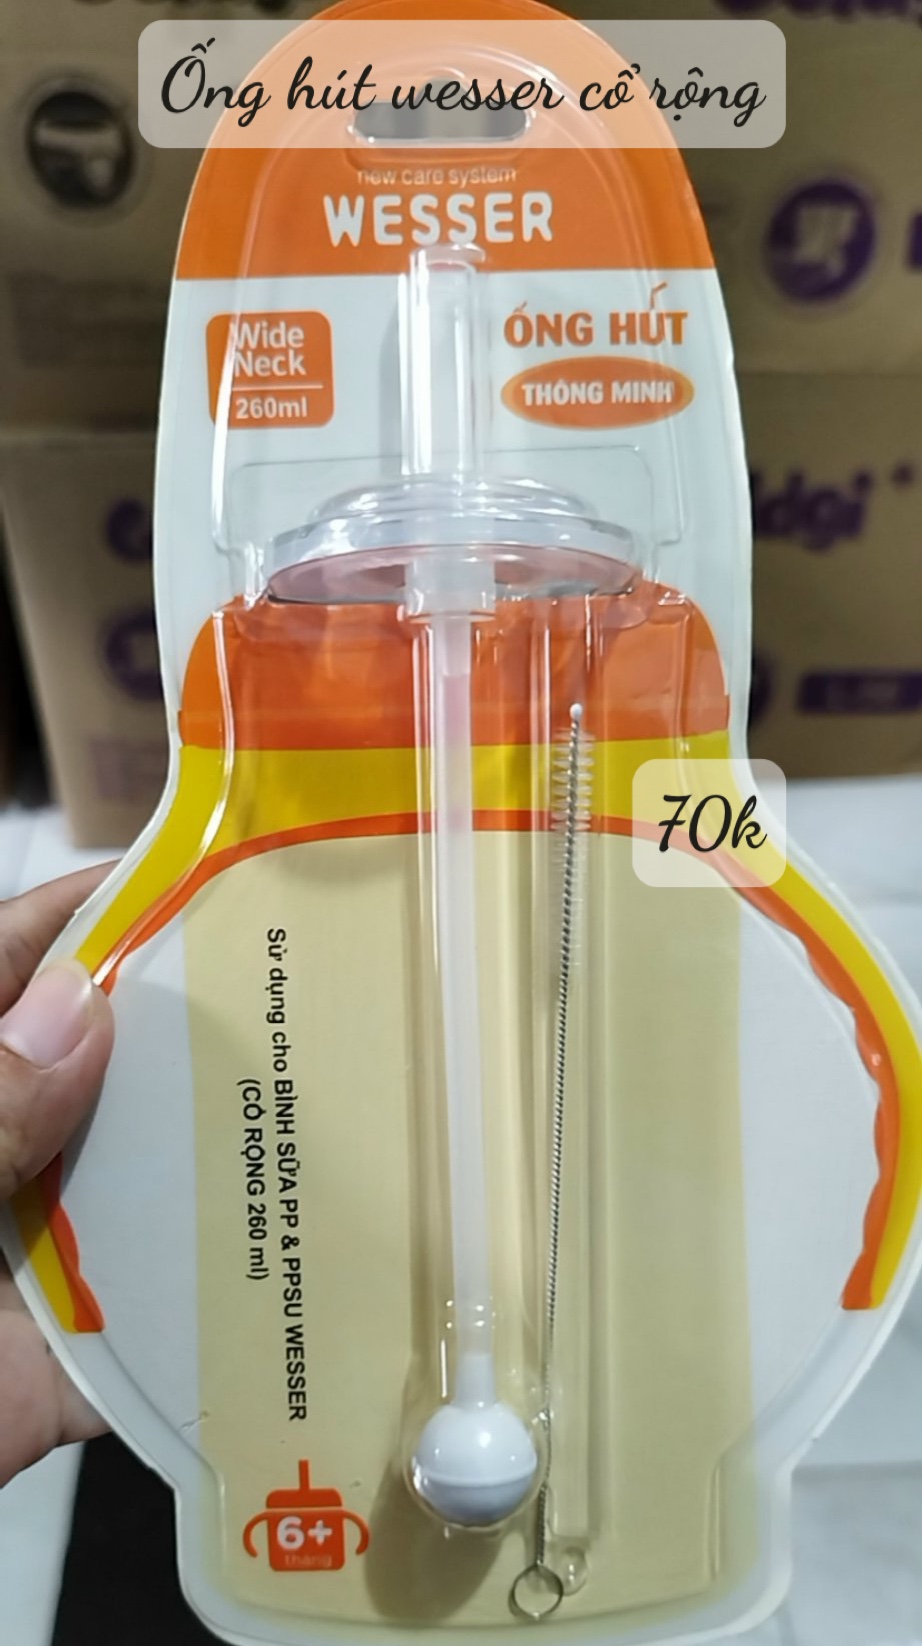 Ống hút wesser cổ rộng
new care system
WESSER
Wide
Neck
260ml
ỐNG HÚT
THÔNG MINH
70k
Sử dụng cho BÌNH SỮA PP & PPSU WESSER
(CỔ RỘNG 260 ml)
6+
tháng